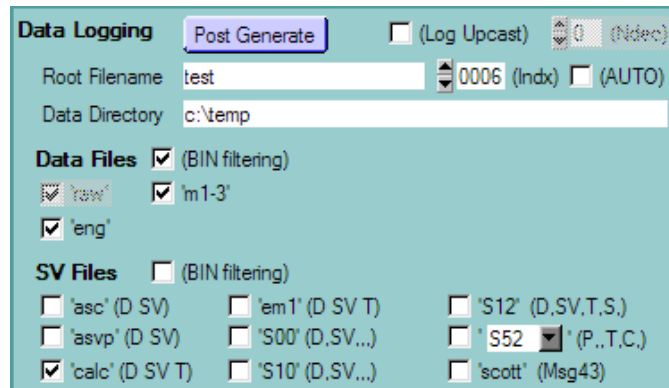 Data Logging Post Generate (Log Upcast) 0 (Ndec)
Root Filename test 0006 (Indx) (AUTO)
Data Directory c:\temp
Data Files (BIN filtering)
'raw' 'm1-3'
'eng'
SV Files (BIN filtering)
'asc' (D SV) 'em1' (D SV T) 'S12' (D,SV,T,S,)
'asvp' (D SV) 'S00' (D,SV,,,) ' S52 ' (P,,T,C,)
'calc' (D SV T) 'S10' (D,SV,,,) 'scott' (Msg43)